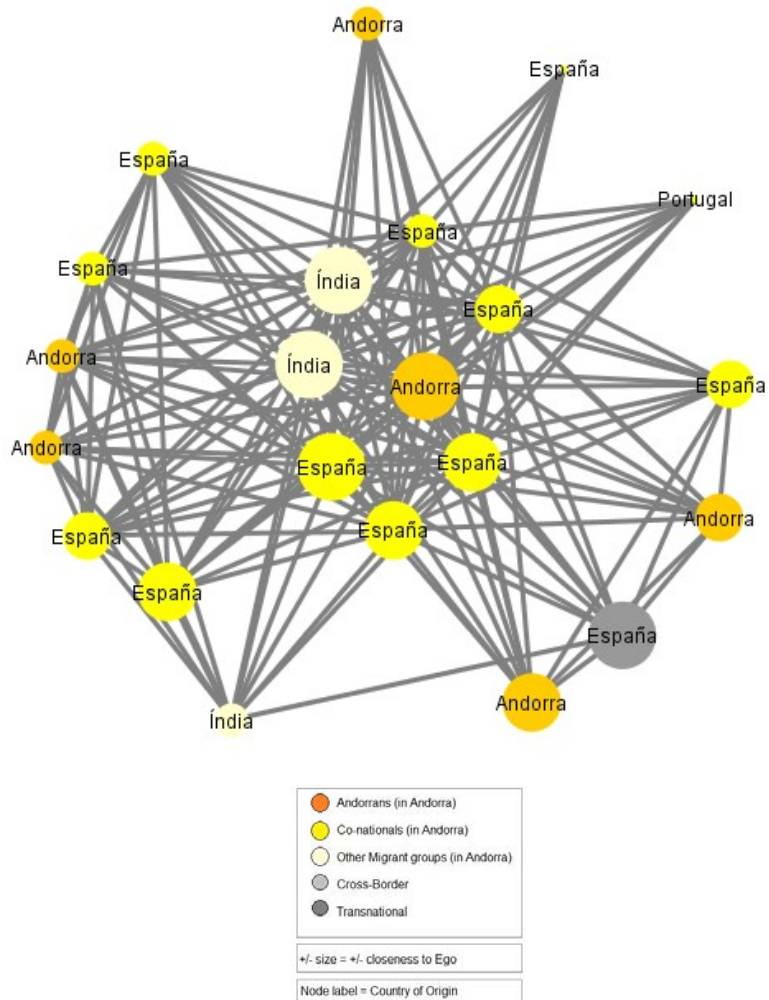 Andorra
España
España
Portugal
España
España
Índia
España
Andorra
Índia
Andorra
España
Andorra
España
España
Andorra
España
España
España
España
Andorra
Índia
Andorrans (in Andorra)
Co-nationals (in Andorra)
Other Migrant groups (in Andorra)
Cross-Border
Transnational
+/- size = +/- closeness to Ego
Node label = Country of Origin